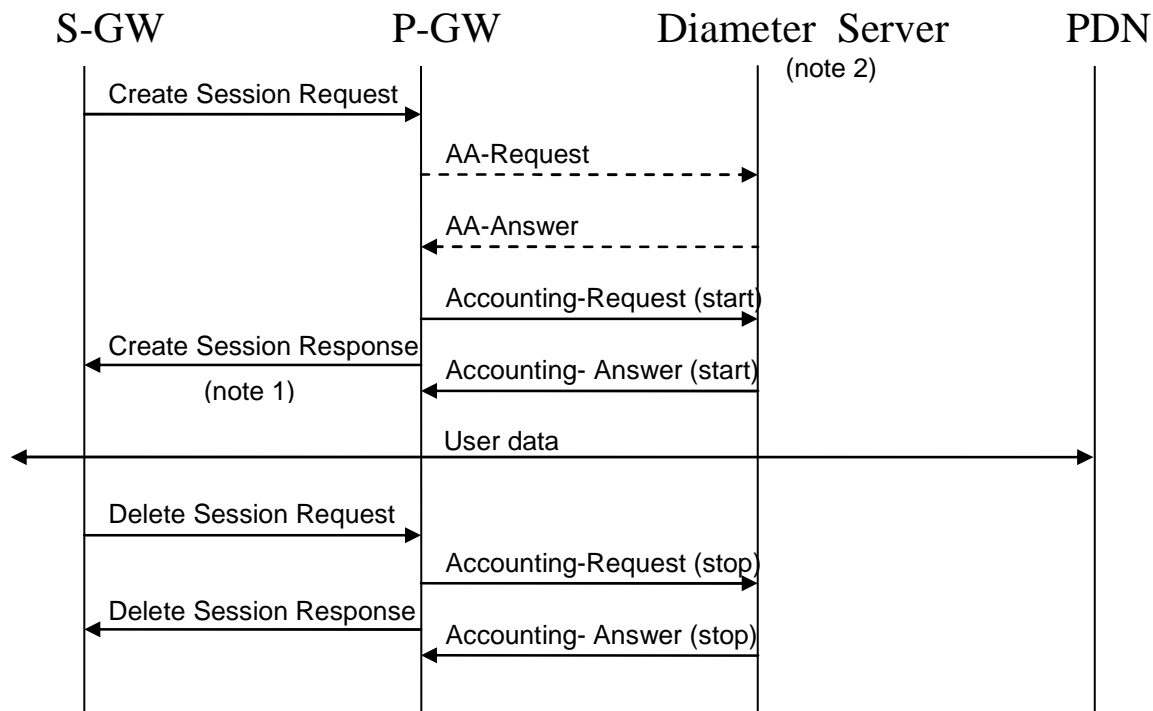 S-GW
P-GW
Diameter Server
PDN
(note 2)
Create Session Request
AA-Request
AA-Answer
Accounting-Request (start)
Create Session Response
Accounting- Answer (start)
(note 1)
User data
Delete Session Request
Accounting-Request (stop)
Delete Session Response
Accounting- Answer (stop)